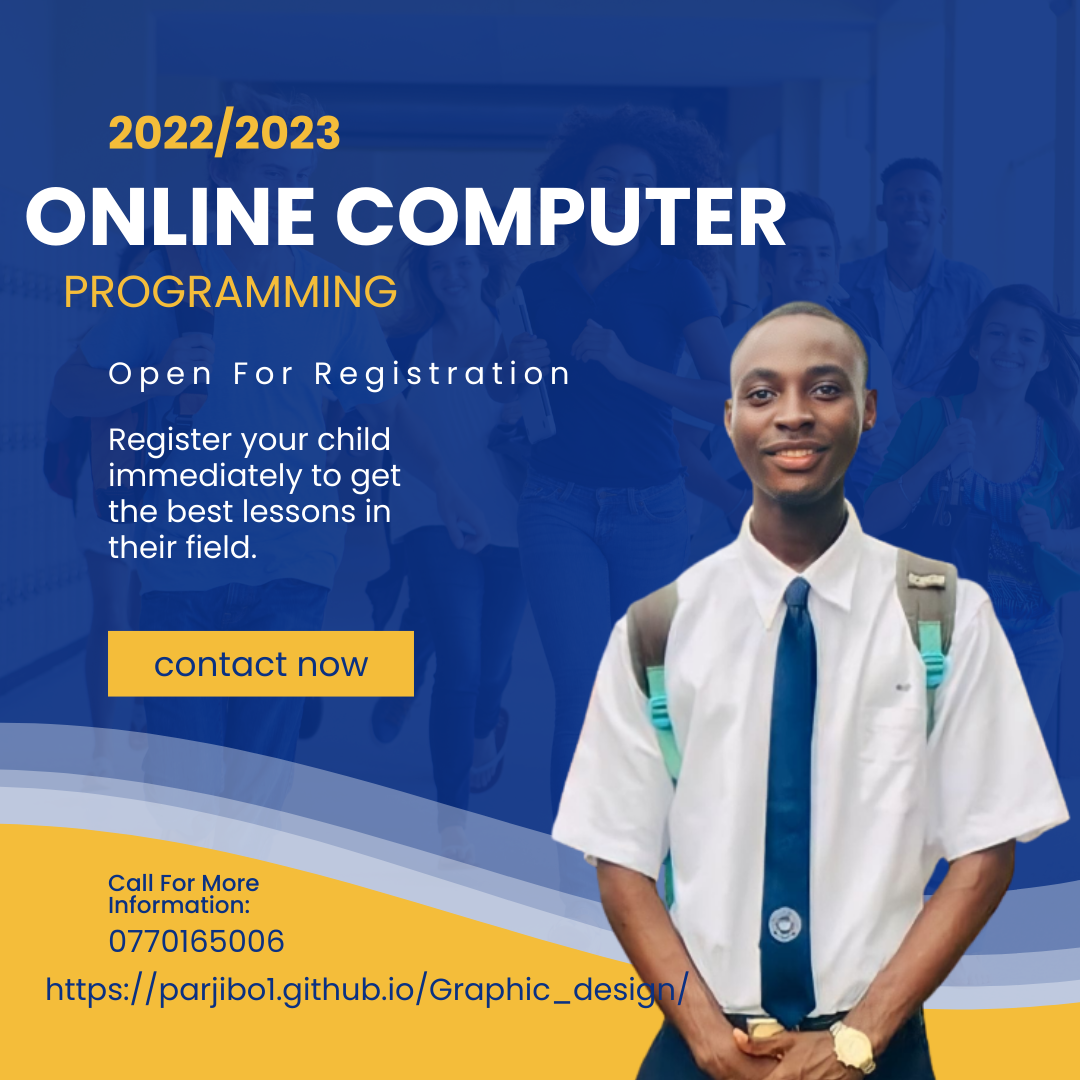 2022/2023
ONLINE COMPUTER
PROGRAMMING
Open For Registration
Register your child
immediately to get
the best lessons in
their field.
contact now
Call For More
Information:
0770165006
https://parjibo1.github.io/Graphic_design/